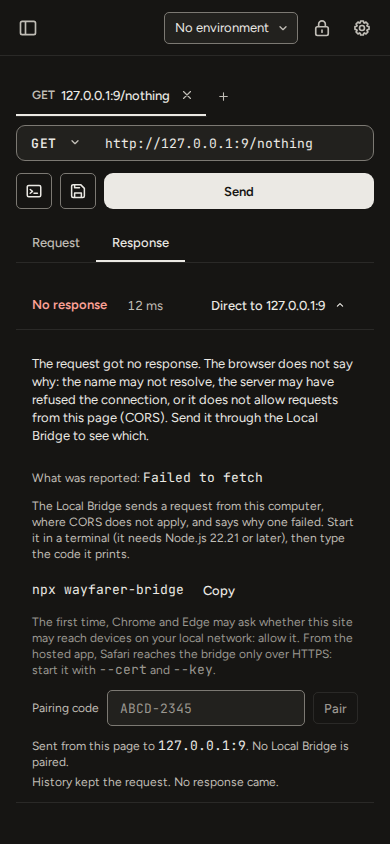 No environment
GET 127.0.0.1:9/nothing
GET http://127.0.0.1:9/nothing
Send
Request Response
No response 12 ms Direct to 127.0.0.1:9
The request got no response. The browser does not say
why: the name may not resolve, the server may have
refused the connection, or it does not allow requests
from this page (CORS). Send it through the Local
Bridge to see which.
What was reported: Failed to fetch
The Local Bridge sends a request from this computer,
where CORS does not apply, and says why one failed. Start
it in a terminal (it needs Node.js 22.21 or later), then type
the code it prints.
npx wayfarer-bridge Copy
The first time, Chrome and Edge may ask whether this site
may reach devices on your local network: allow it. From the
hosted app, Safari reaches the bridge only over HTTPS:
start it with --cert and --key.
Pairing code ABCD-2345 Pair
Sent from this page to 127.0.0.1:9. No Local Bridge is
paired.
History kept the request. No response came.